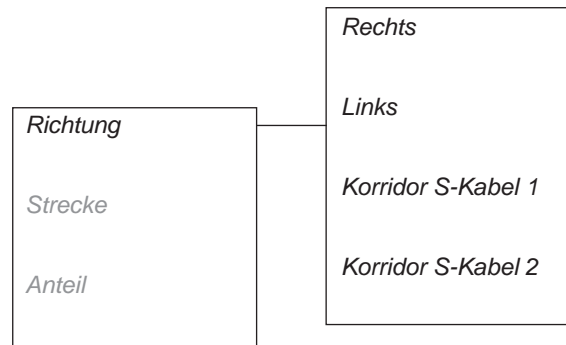 Richtung
Strecke
Anteil
Rechts
Links
Korridor S-Kabel 1
Korridor S-Kabel 2